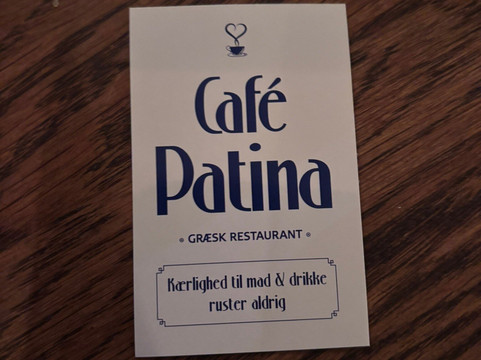 Café
Patina
• GRÆSK RESTAURANT •
Kærlighed til mad & drikke
ruster aldrig